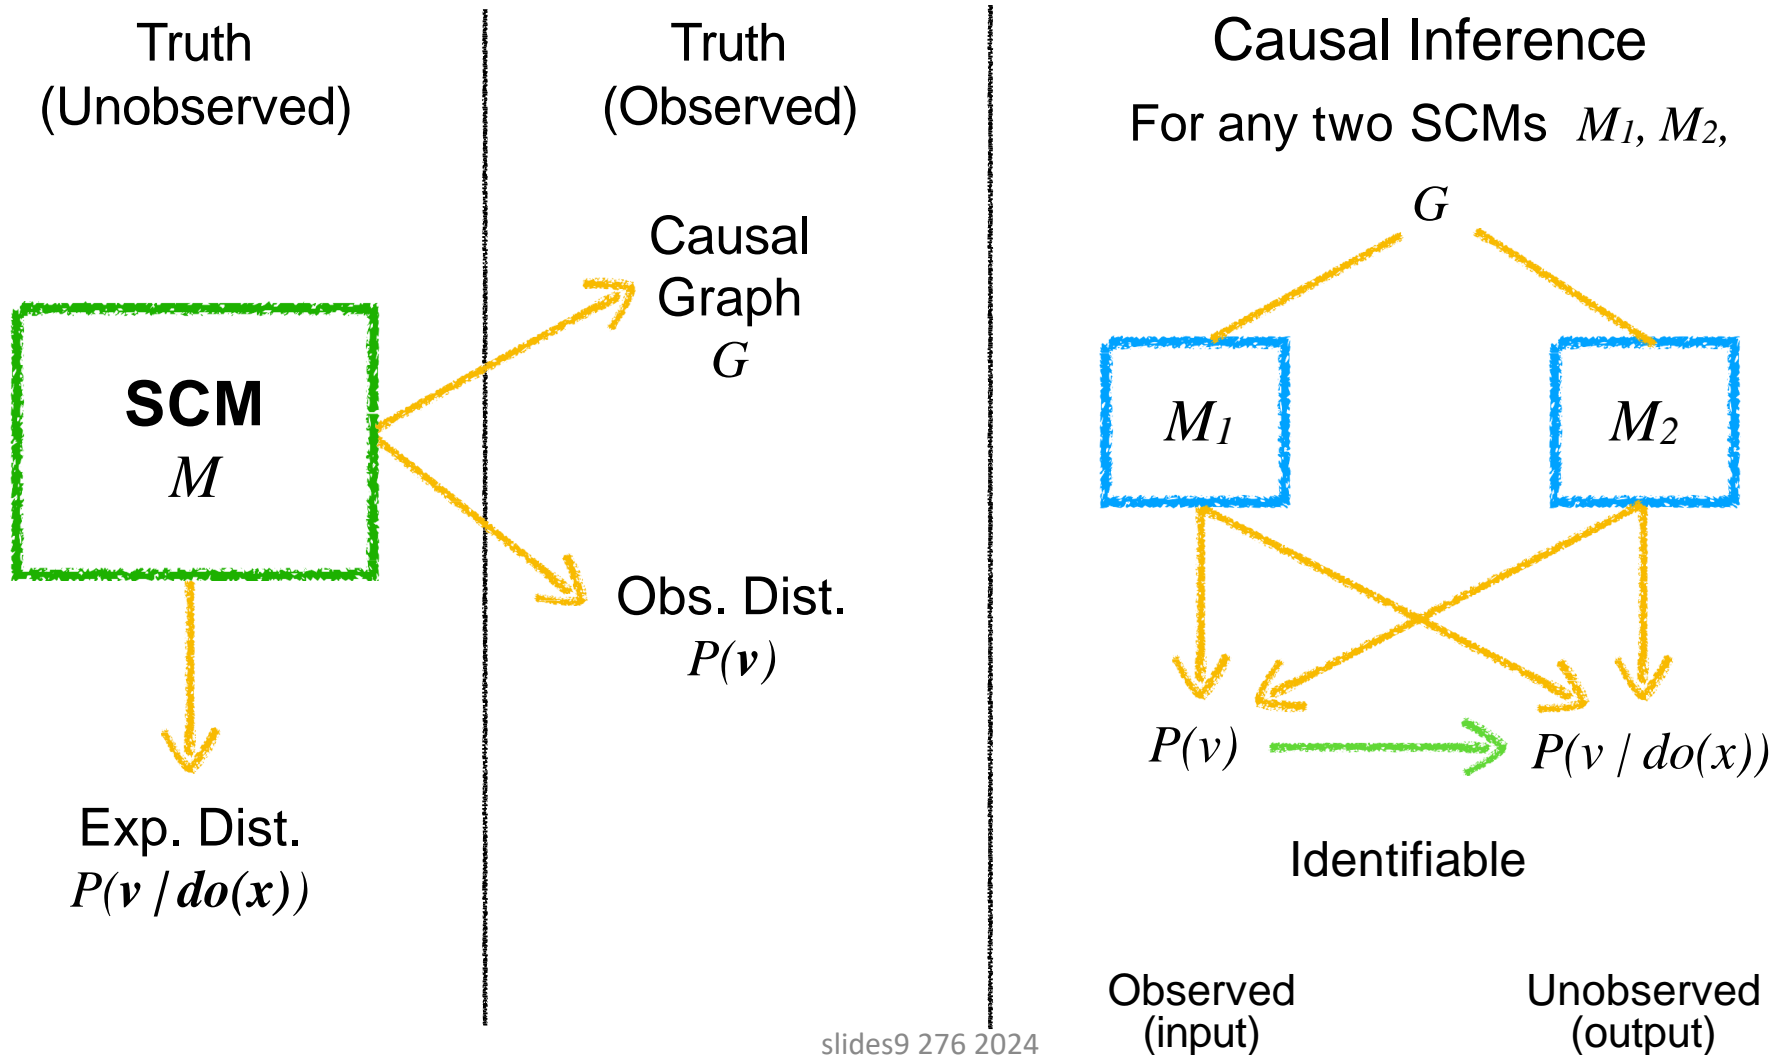 Truth
(Unobserved)
SCM
M
Exp. Dist.
P(v | do(x))
Truth
(Observed)
Causal
Graph
G
Obs. Dist.
P(v)
Causal Inference
For any two SCMs M1, M2,
G
M1
M2
P(v)
P(v | do(x))
Identifiable
Observed
(input)
Unobserved
(output)
slides9 276 2024